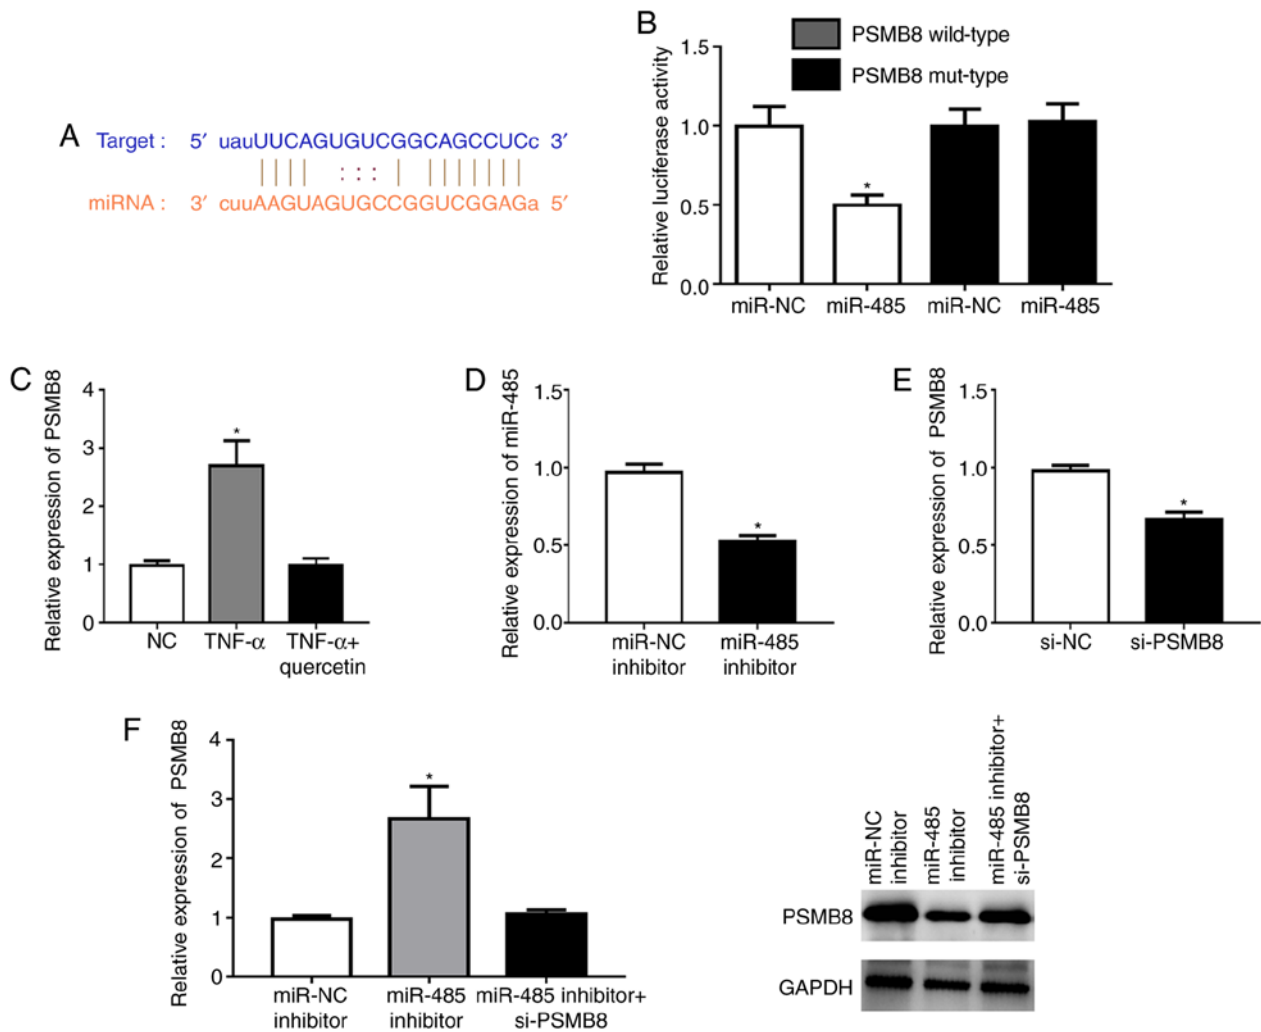 A
Target : 5′ uauUUCAGUGUCGGCAGCCUCc 3′
miRNA : 3′ cuuAAGUAGUGCCGGUCGGAGa 5′
B
PSMB8 wild-type
PSMB8 mut-type
Relative luciferase activity
1.5
1.0
0.5
0.0
*
miR-NC miR-485 miR-NC miR-485
C
Relative expression of PSMB8
4
3
2
1
0
*
NC TNF-α TNF-α+
quercetin
D
Relative expression of miR-485
1.5
1.0
0.5
0.0
*
miR-NC miR-485
inhibitor inhibitor
E
Relative expression of PSMB8
1.5
1.0
0.5
0.0
*
si-NC si-PSMB8
F
Relative expression of PSMB8
4
3
2
1
0
*
miR-NC miR-485 miR-485 inhibitor+
inhibitor inhibitor si-PSMB8
miR-NC
inhibitor
miR-485
inhibitor
miR-485 inhibitor+
si-PSMB8
PSMB8
GAPDH